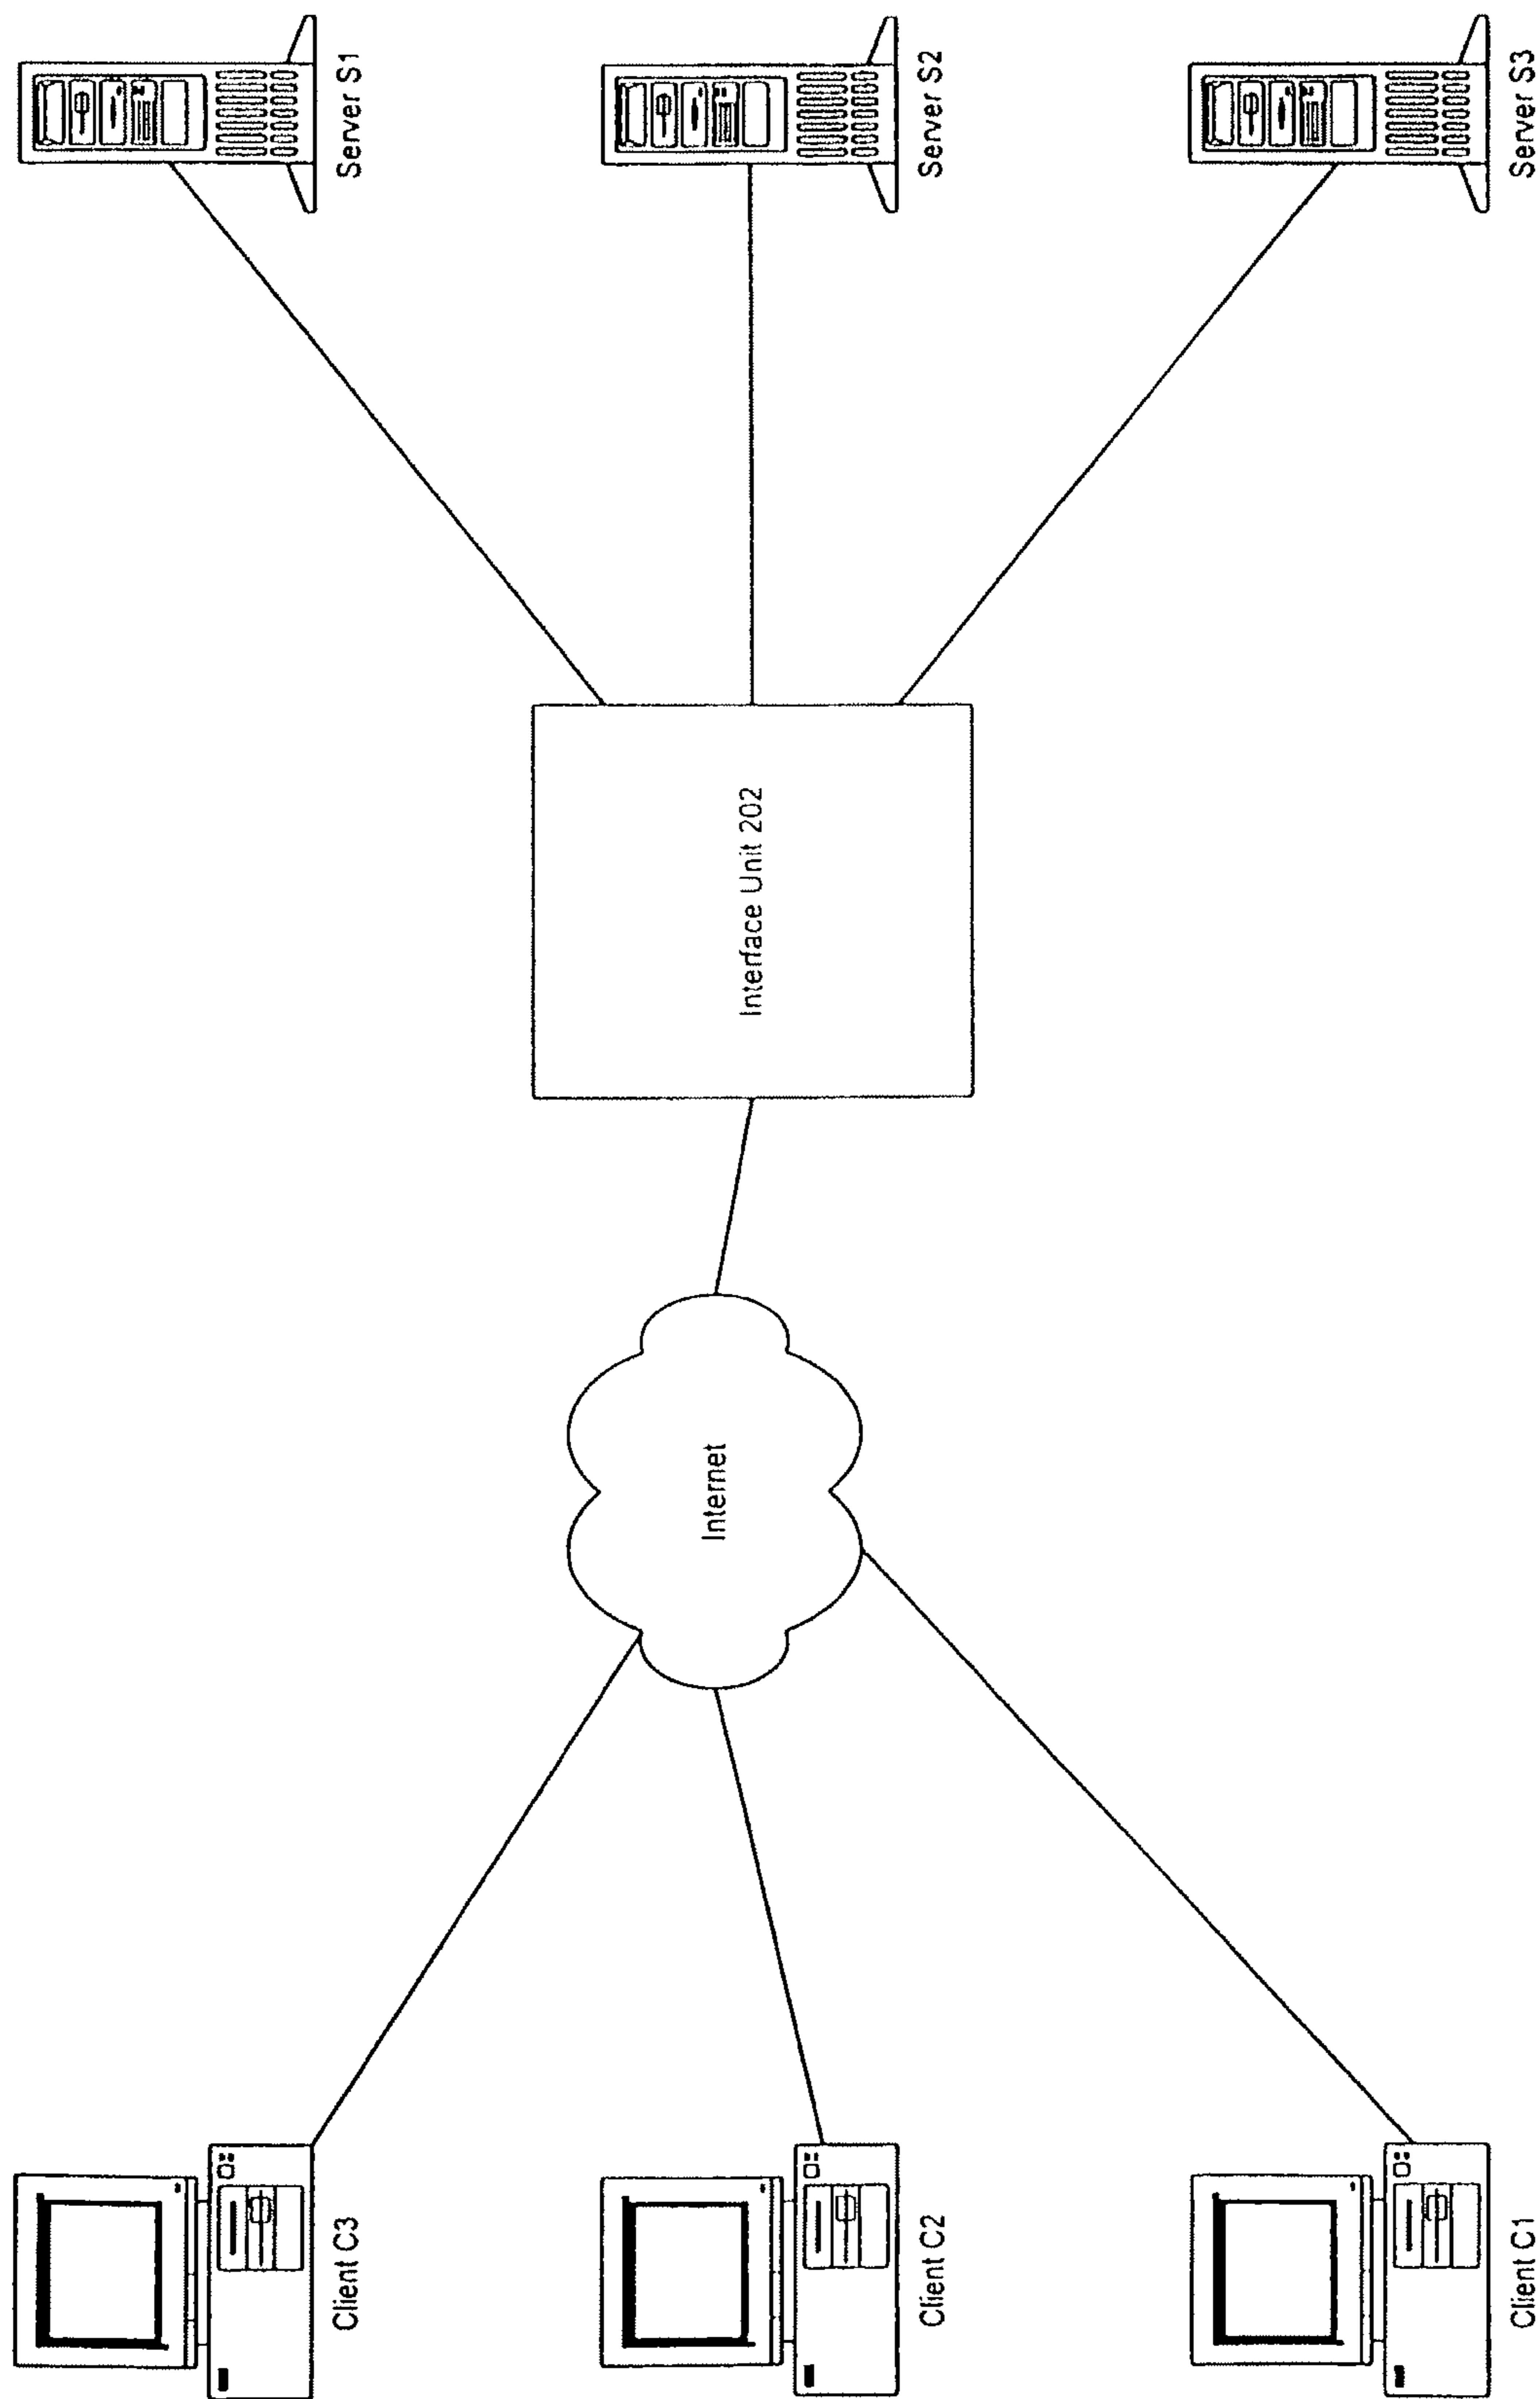 Client C3
Client C2
Client C1
Internet
Interface Unit 202
Server S1
Server S2
Server S3